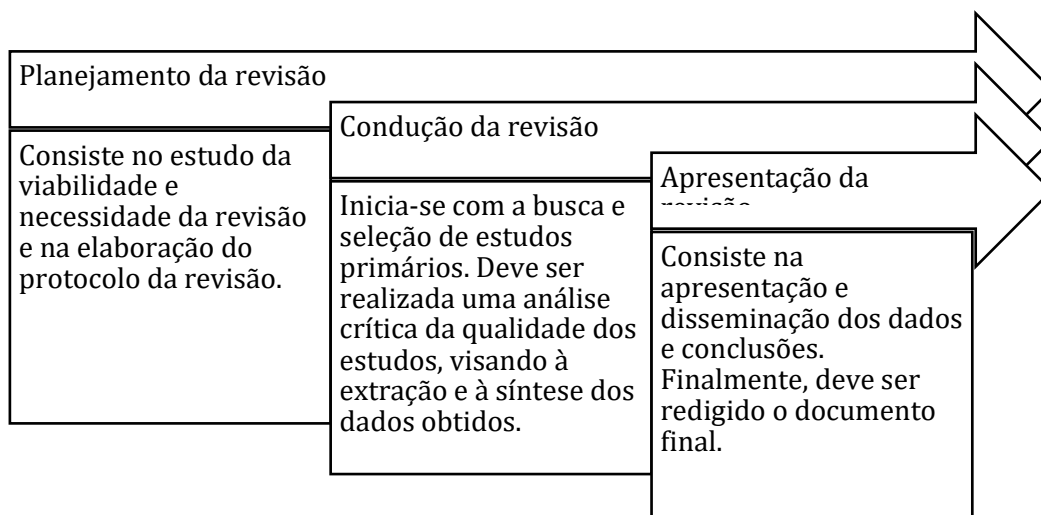 Planejamento da revisão
Consiste no estudo da
viabilidade e
necessidade da revisão
e na elaboração do
protocolo da revisão.
Condução da revisão
Inicia-se com a busca e
seleção de estudos
primários. Deve ser
realizada uma análise
crítica da qualidade dos
estudos, visando à
extração e à síntese dos
dados obtidos.
Apresentação da
revisão
Consiste na
apresentação e
disseminação dos dados
e conclusões.
Finalmente, deve ser
redigido o documento
final.